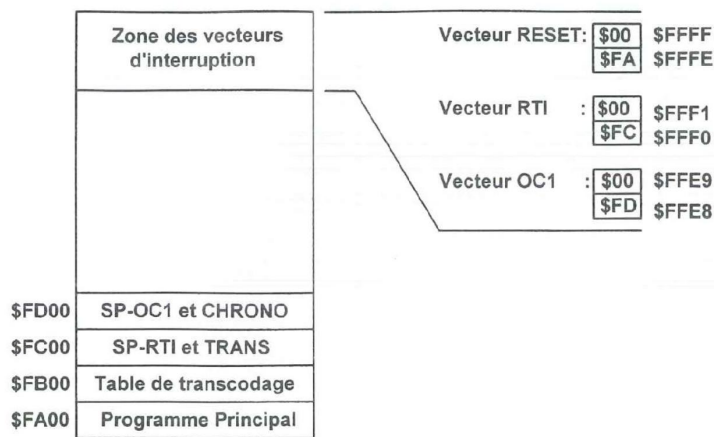 Zone des vecteurs
d'interruption
Vecteur RESET: $00 $FFFF
$FA $FFFE
Vecteur RTI : $00 $FFF1
$FC $FFF0
Vecteur OC1 : $00 $FFE9
$FD $FFE8
$FD00 SP-OC1 et CHRONO
$FC00 SP-RTI et TRANS
$FB00 Table de transcodage
$FA00 Programme Principal